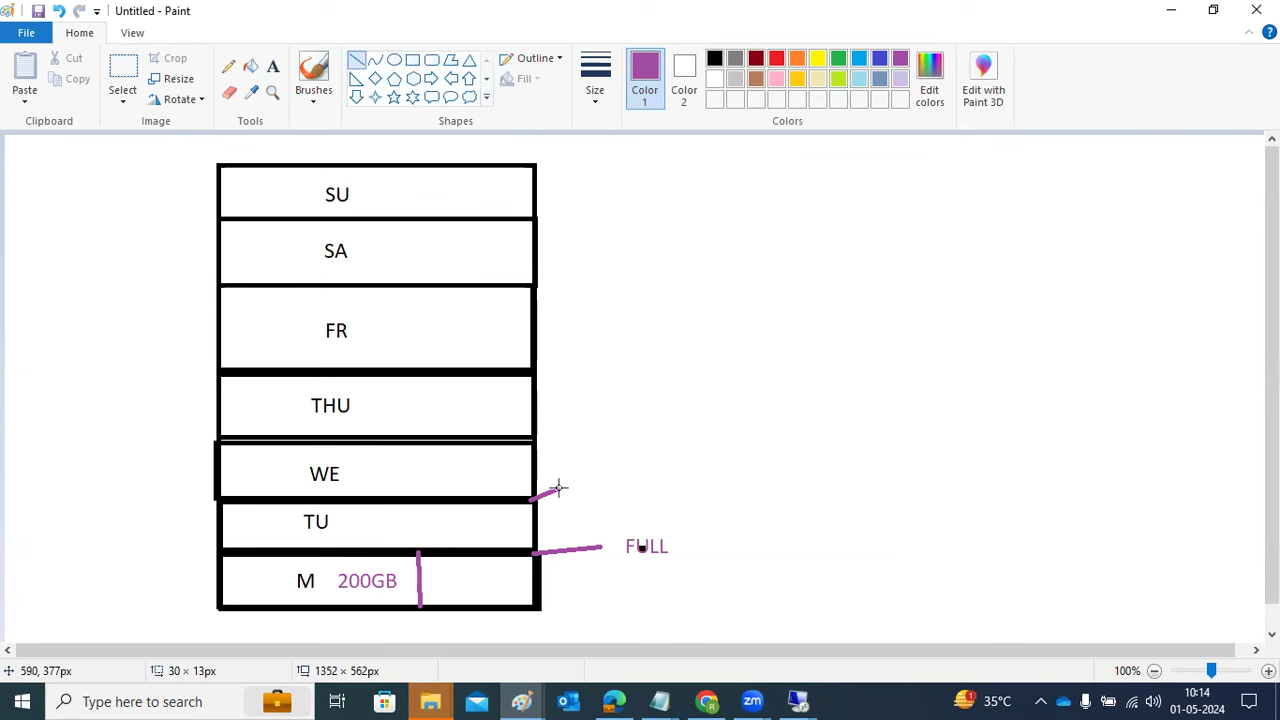 Untitled - Paint
File Home View
Paste
Cut
Copy
Clipboard
Select
Crop
Resize
Rotate
Image
A
Tools
Brushes
Outline
Fill
Shapes
Size
Color 1
Color 2
Edit colors
Colors
Edit with Paint 3D
SU
SA
FR
THU
WE
TU
FULL
M 200GB
590, 377px 30 × 13px 1352 × 562px 100%
Type here to search
zm
1
35°C
10:14
01-05-2024